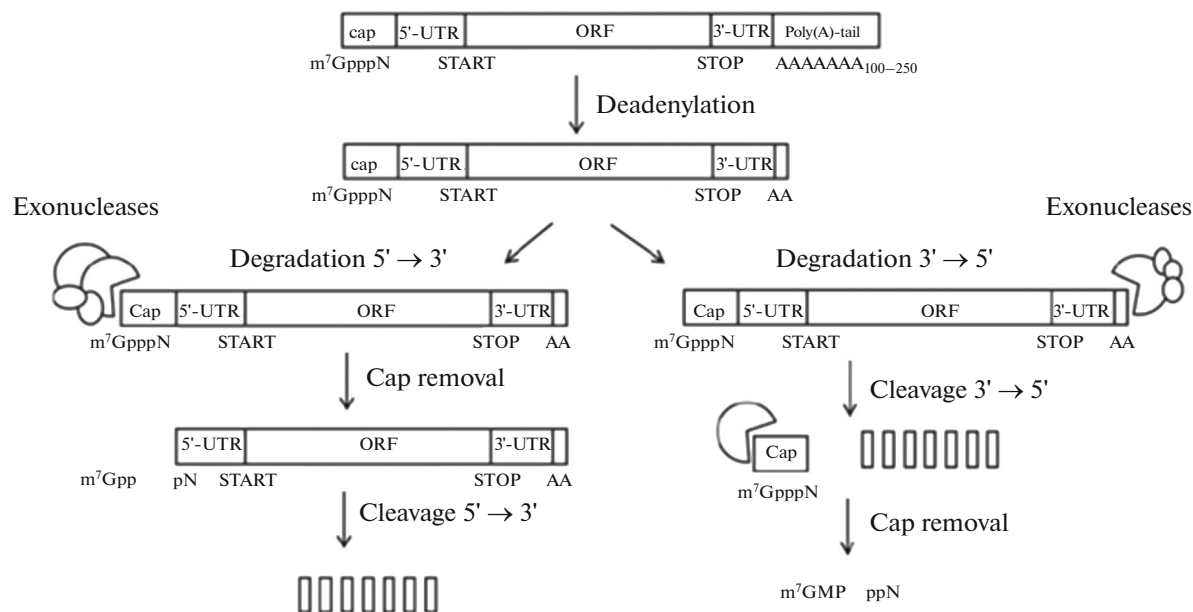 cap 5'-UTR ORF 3'-UTR Poly(A)-tail
m⁷GpppN START STOP AAAAAAA₁₀₀₋₂₅₀
Deadenylation
cap 5'-UTR ORF 3'-UTR
m⁷GpppN START STOP AA
Exonucleases
Degradation 5' → 3'
Cap 5'-UTR ORF 3'-UTR
m⁷GpppN START STOP AA
Cap removal
5'-UTR ORF 3'-UTR
m⁷Gpp pN START STOP AA
Cleavage 5' → 3'
Exonucleases
Degradation 3' → 5'
Cap 5'-UTR ORF 3'-UTR
m⁷GpppN START STOP AA
Cleavage 3' → 5'
Cap
m⁷GpppN
Cap removal
m⁷GMP ppN